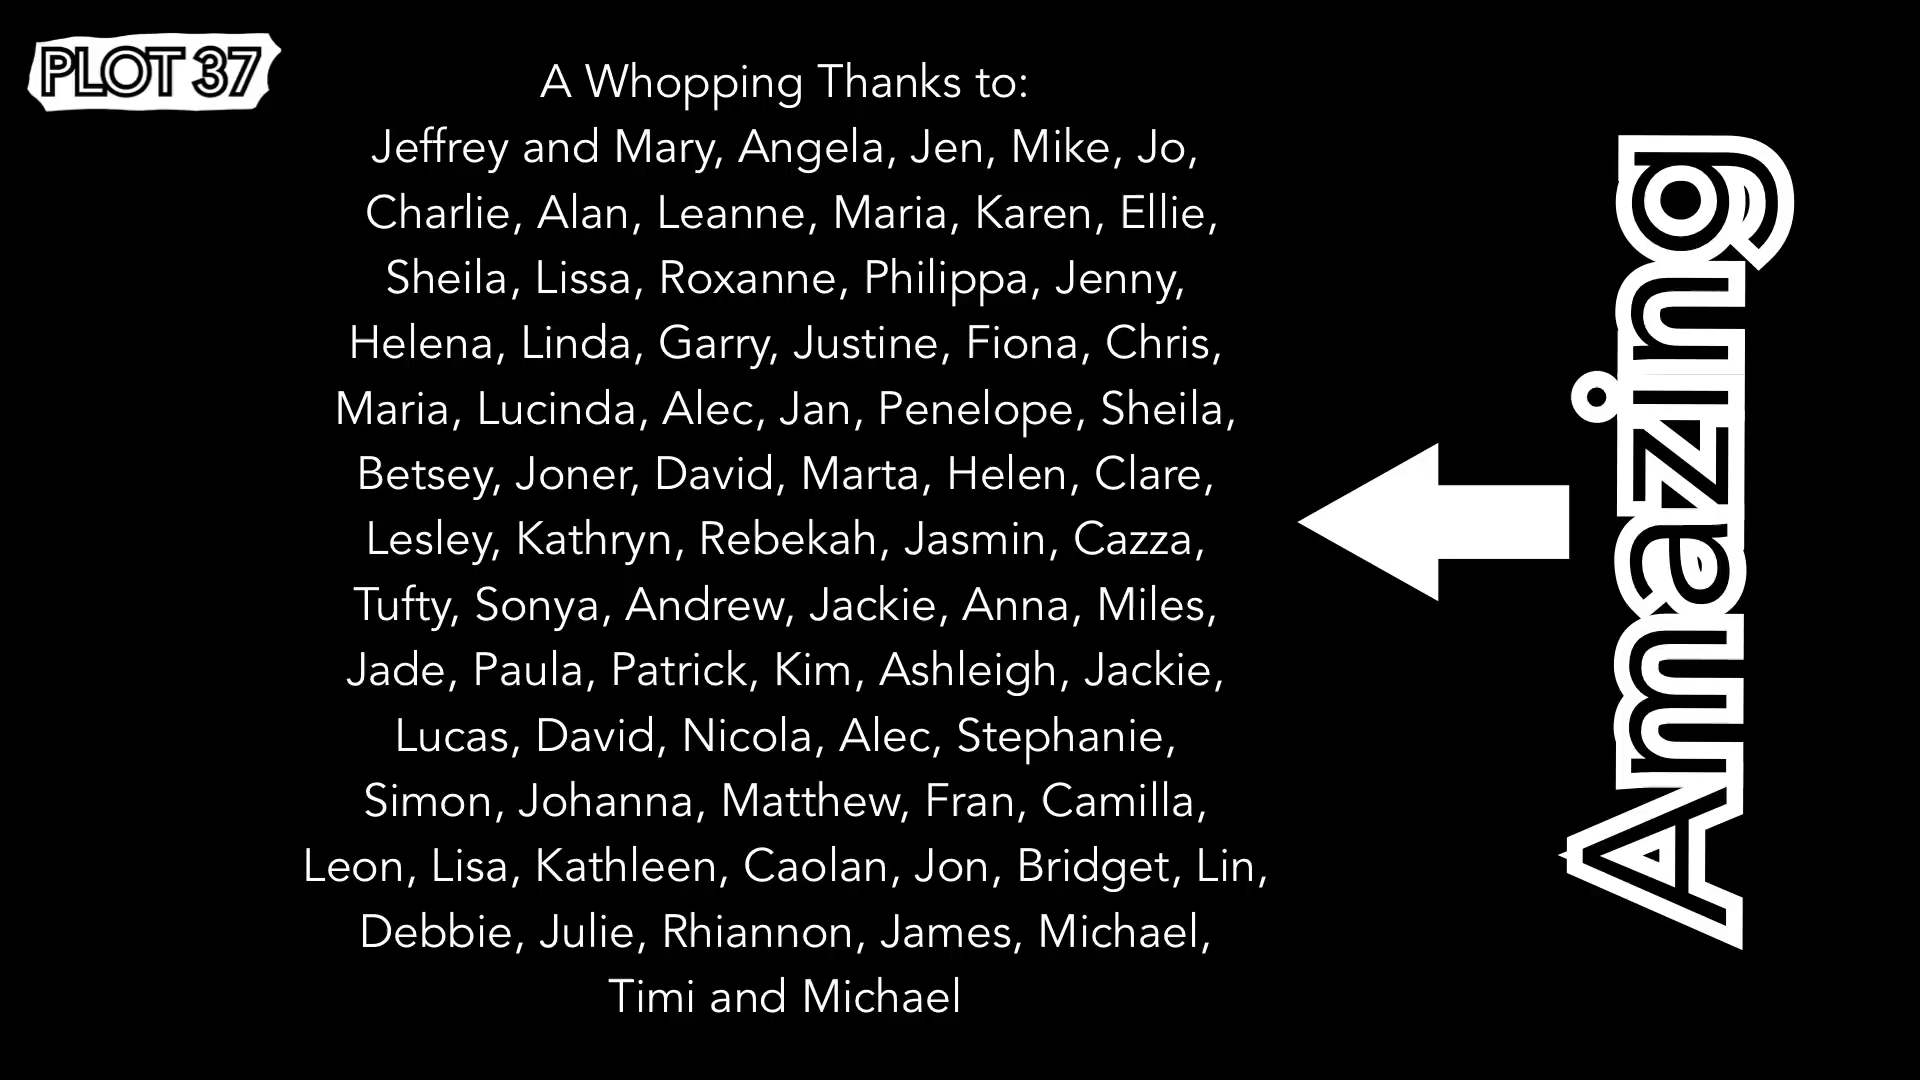 PLOT 37
A Whopping Thanks to:
Jeffrey and Mary, Angela, Jen, Mike, Jo,
Charlie, Alan, Leanne, Maria, Karen, Ellie,
Sheila, Lissa, Roxanne, Philippa, Jenny,
Helena, Linda, Garry, Justine, Fiona, Chris,
Maria, Lucinda, Alec, Jan, Penelope, Sheila,
Betsey, Joner, David, Marta, Helen, Clare,
Lesley, Kathryn, Rebekah, Jasmin, Cazza,
Tufty, Sonya, Andrew, Jackie, Anna, Miles,
Jade, Paula, Patrick, Kim, Ashleigh, Jackie,
Lucas, David, Nicola, Alec, Stephanie,
Simon, Johanna, Matthew, Fran, Camilla,
Leon, Lisa, Kathleen, Caolan, Jon, Bridget, Lin,
Debbie, Julie, Rhiannon, James, Michael,
Timi and Michael
Amazing